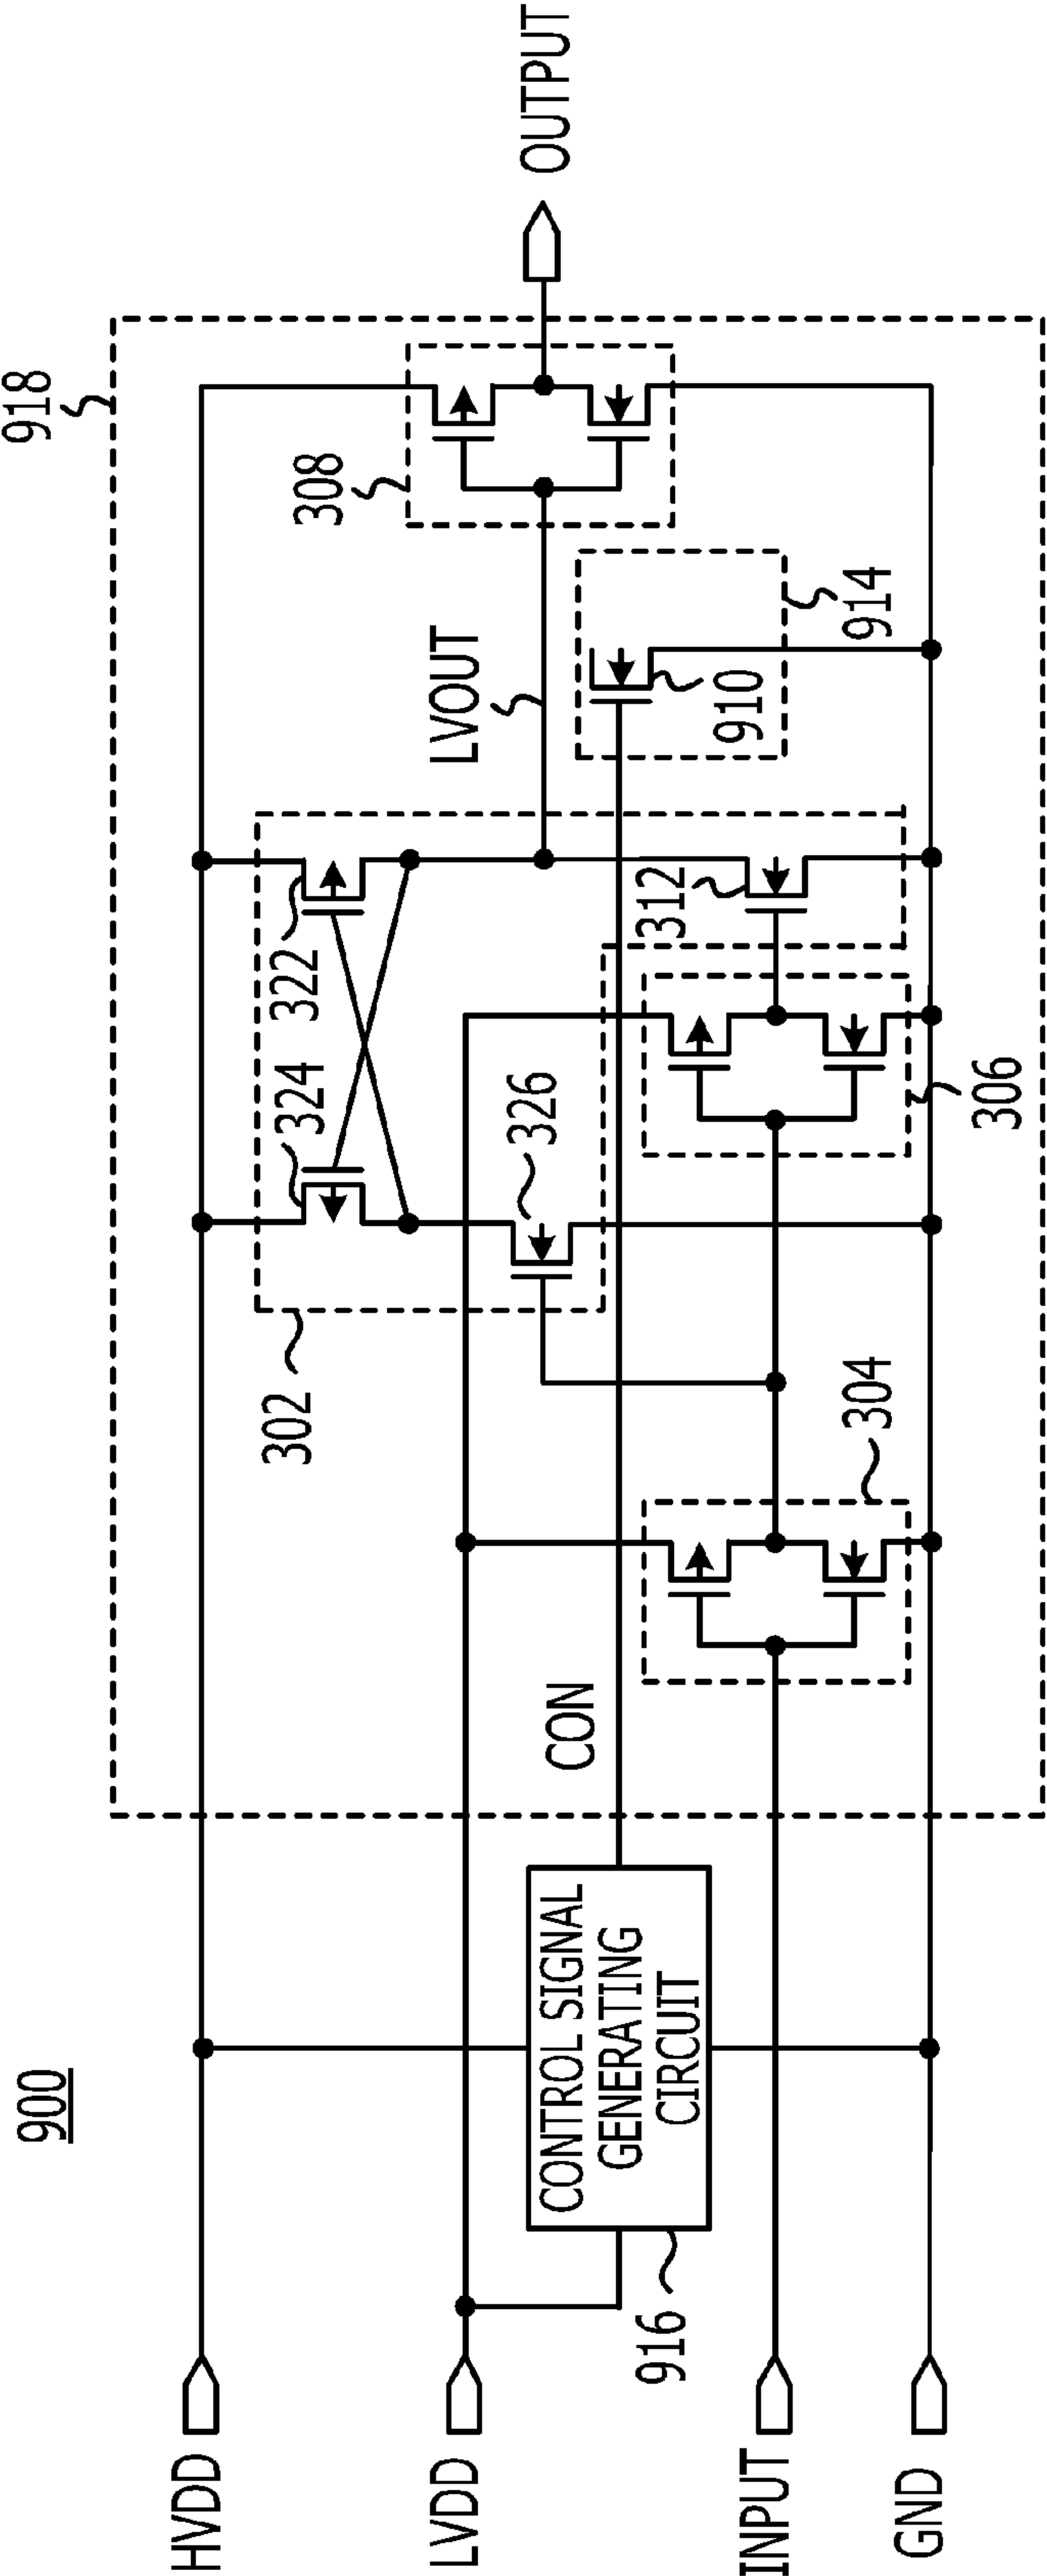 900
918
HVDD
LVDD
INPUT
GND
916
CONTROL SIGNAL
GENERATING
CIRCUIT
CON
302
304
324
322
326
306
312
LVOUT
910
914
308
OUTPUT